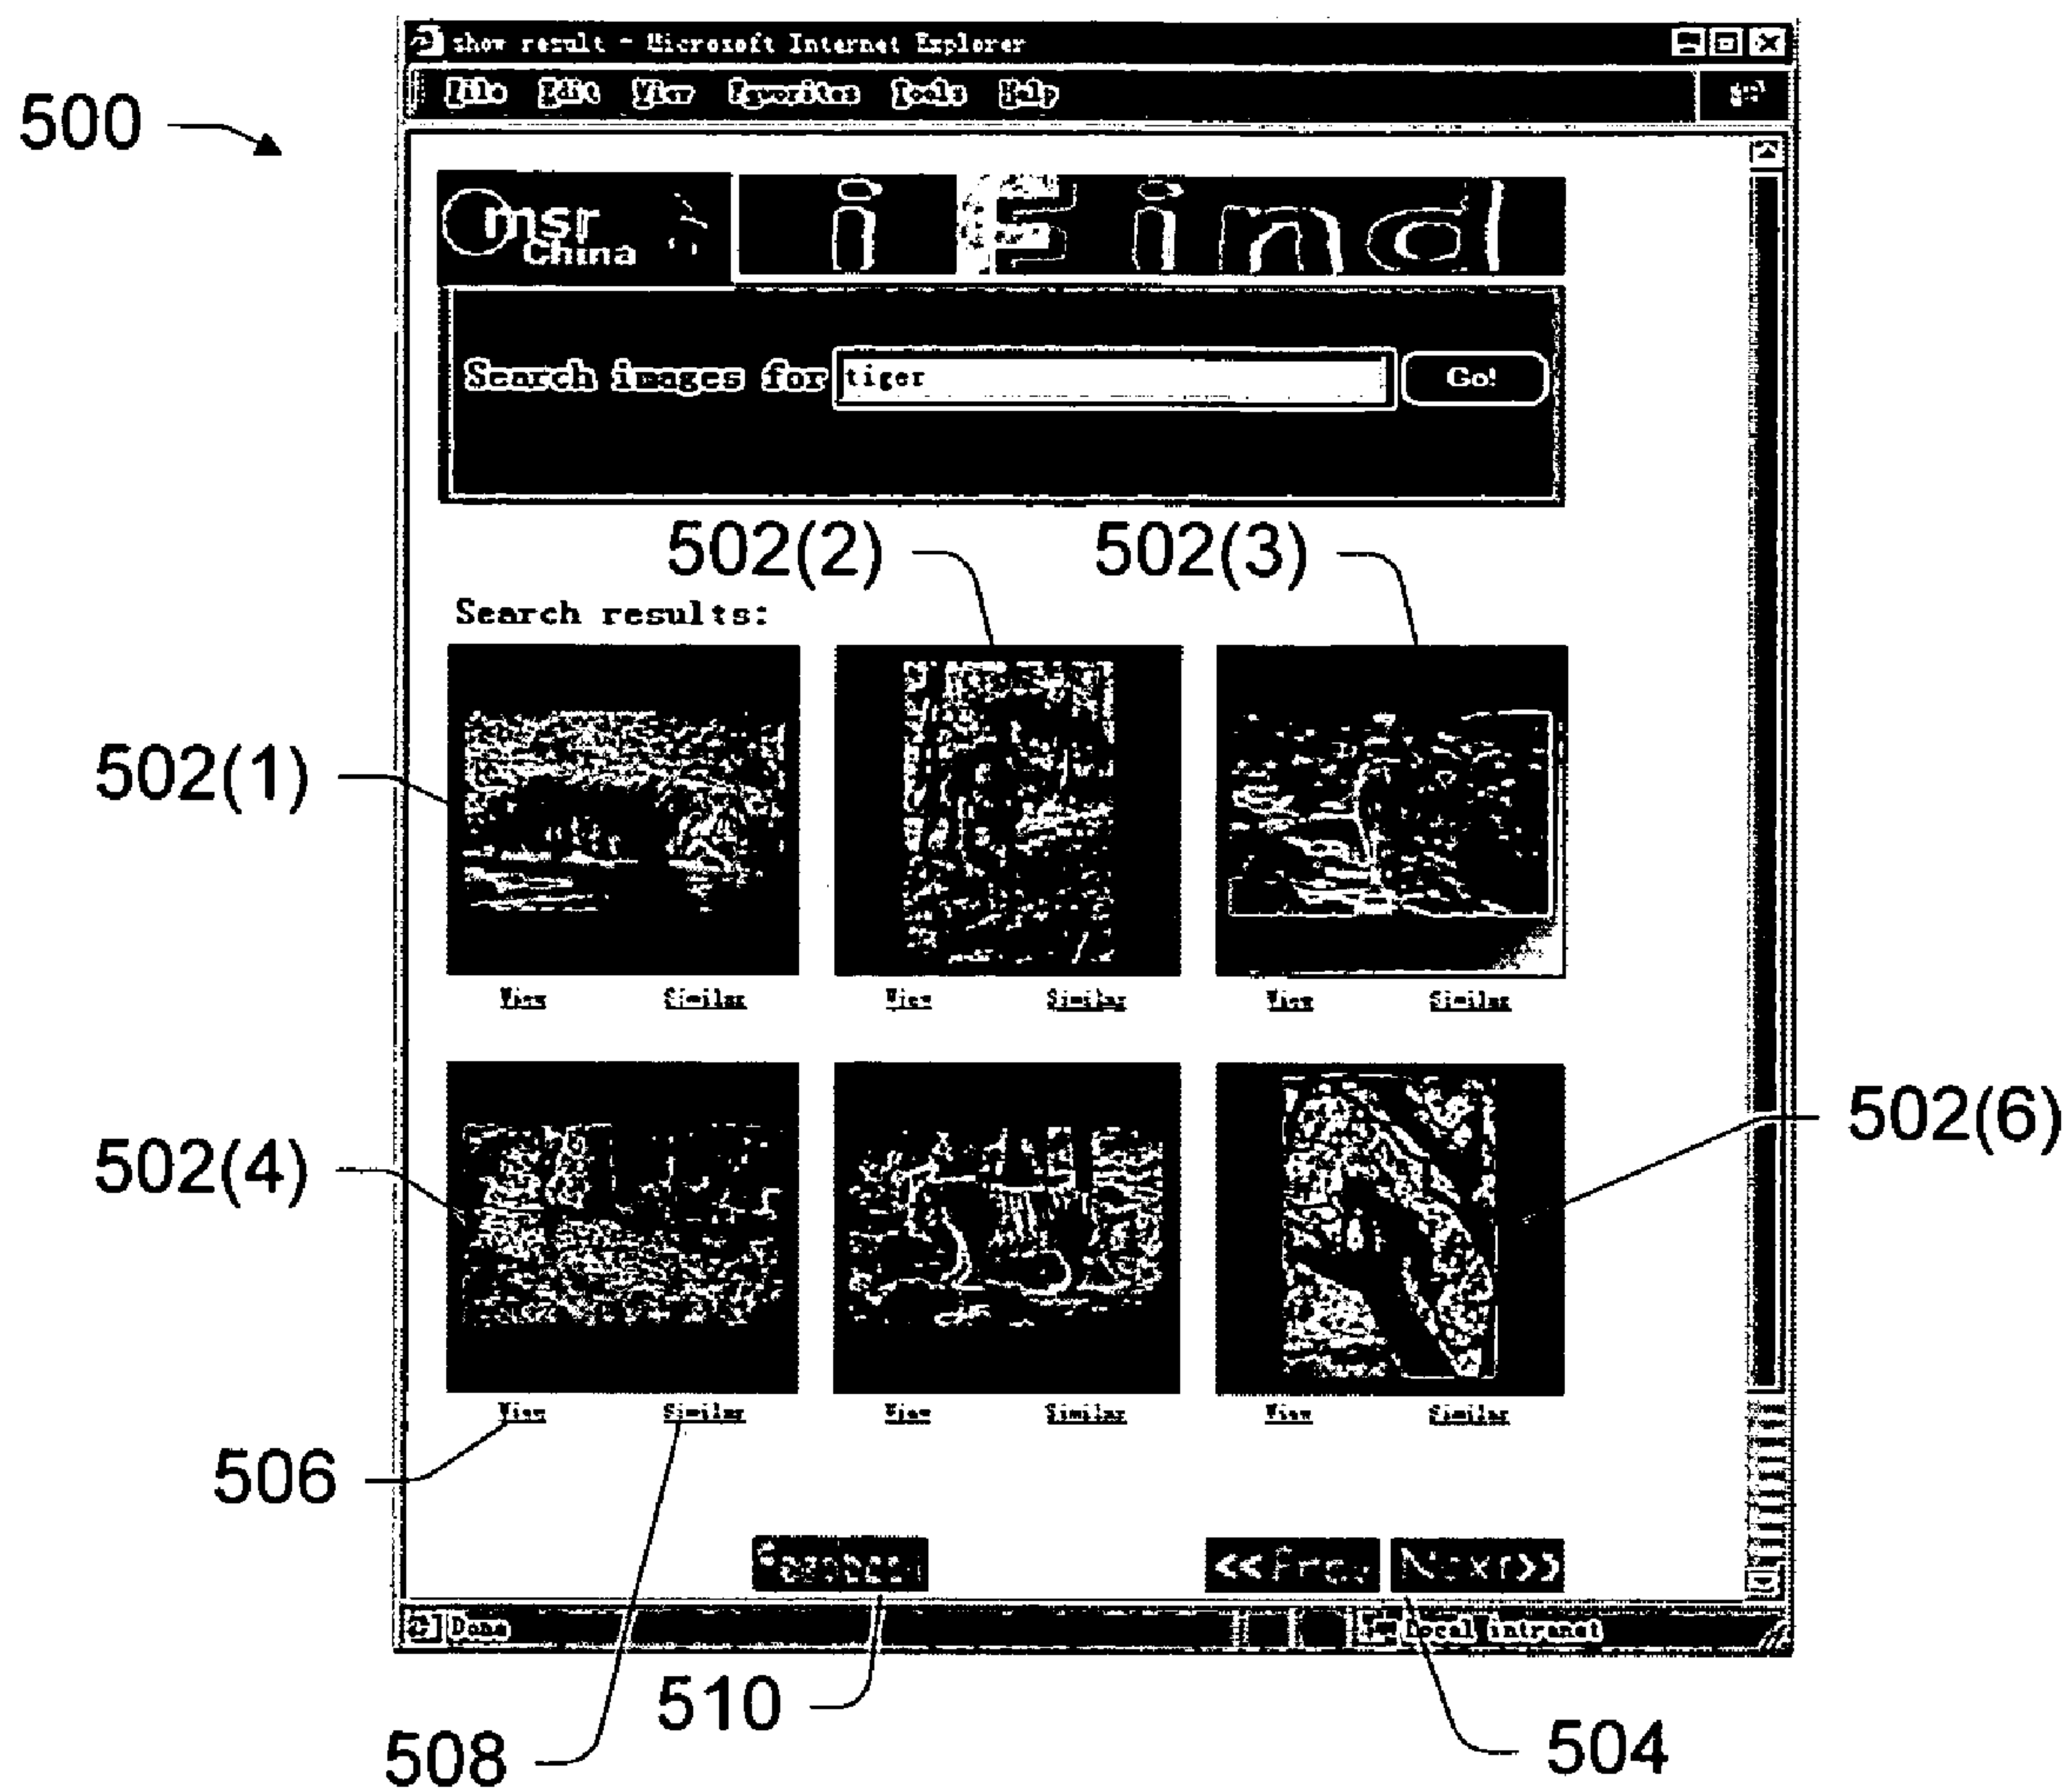 show result - Microsoft Internet Explorer
File Edit View Favorites Tools Help
500
msr
China
i Find
Search images for tiger Go!
502(2) 502(3)
Search results:
502(1)
View Similar View Similar View Similar
502(4) 502(6)
View Similar View Similar View Similar
506
<<Prev Next>>
Done Local intranet
510
508 504